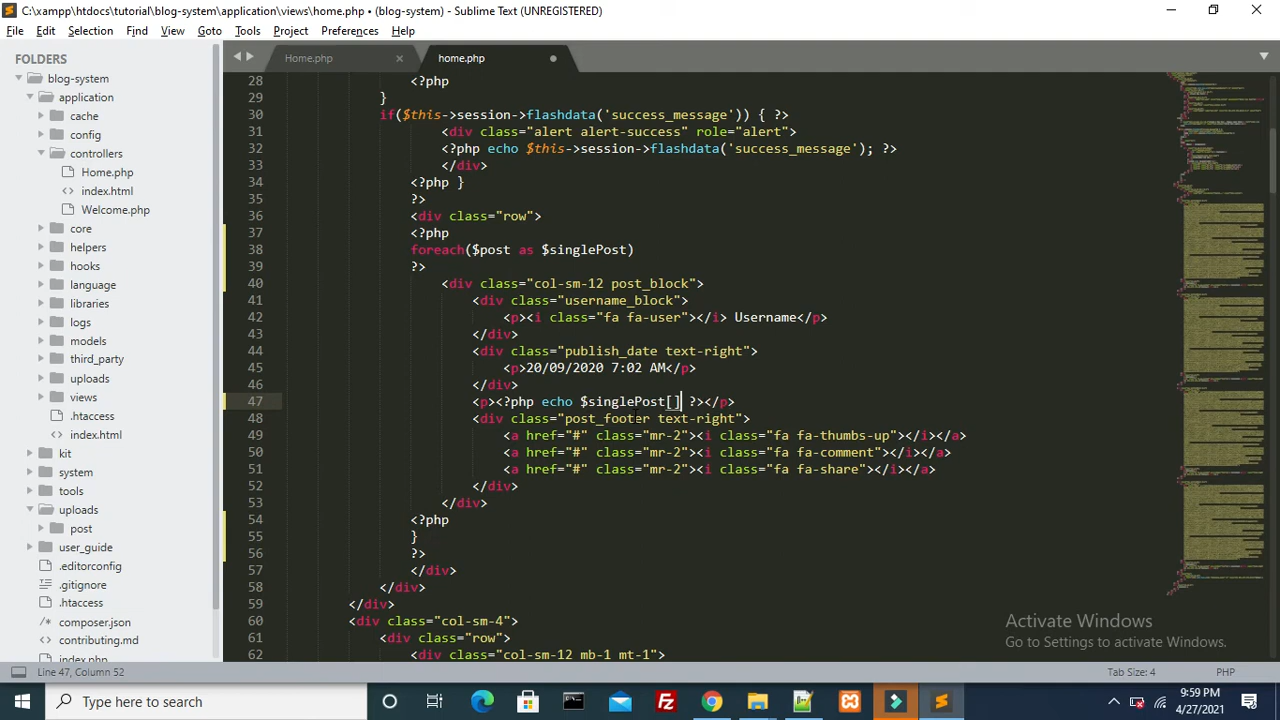 C:\xampp\htdocs\tutorial\blog-system\application\views\home.php • (blog-system) - Sublime Text (UNREGISTERED)
File Edit Selection Find View Goto Tools Project Preferences Help
FOLDERS
blog-system
application
cache
config
controllers
Home.php
index.html
Welcome.php
core
helpers
hooks
language
libraries
logs
models
third_party
uploads
views
.htaccess
index.html
kit
system
tools
uploads
post
user_guide
.editorconfig
.gitignore
.htaccess
composer.json
contributing.md
index.php
Home.php
home.php
28 <?php
29 }
30 if($this->session->flashdata('success_message')) { ?>
31 <div class="alert alert-success" role="alert">
32 <?php echo $this->session->flashdata('success_message'); ?>
33 </div>
34 <?php }
35 ?>
36 <div class="row">
37 <?php
38 foreach($post as $singlePost)
39 ?>
40 <div class="col-sm-12 post_block">
41 <div class="username_block">
42 <p><i class="fa fa-user"></i> Username</p>
43 </div>
44 <div class="publish_date text-right">
45 <p>20/09/2020 7:02 AM</p>
46 </div>
47 <p><?php echo $singlePost[] ?></p>
48 <div class="post_footer text-right">
49 <a href="#" class="mr-2"><i class="fa fa-thumbs-up"></i></a>
50 <a href="#" class="mr-2"><i class="fa fa-comment"></i></a>
51 <a href="#" class="mr-2"><i class="fa fa-share"></i></a>
52 </div>
53 </div>
54 <?php
55 }
56 ?>
57 </div>
58 </div>
59 </div>
60 <div class="col-sm-4">
61 <div class="row">
62 <div class="col-sm-12 mb-1 mt-1">
Activate Windows
Go to Settings to activate Windows.
Line 47, Column 52
Tab Size: 4
PHP
Type here to search
9:59 PM
4/27/2021